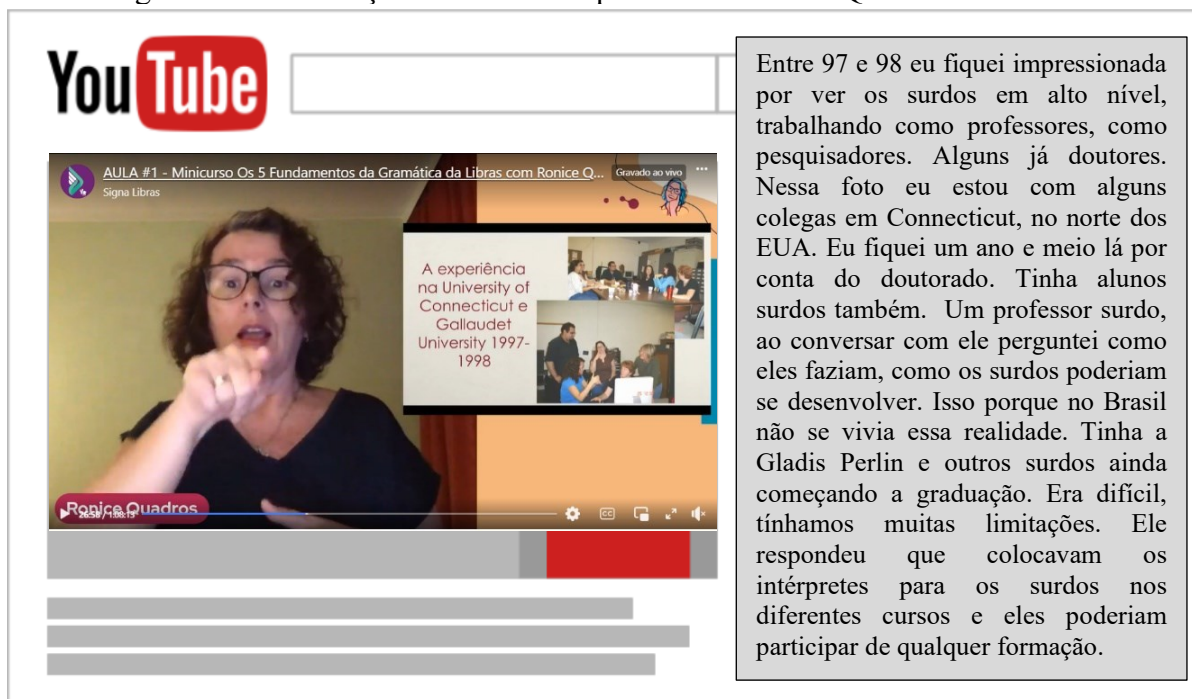 YouTube
AULA #1 - Minicurso Os 5 Fundamentos da Gramática da Libras com Ronice Q...
Gravado ao vivo
Signa Libras
A experiência
na University of
Connecticut e
Gallaudet
University 1997-
1998
Ronice Quadros
1:08:13
CC
Entre 97 e 98 eu fiquei impressionada
por ver os surdos em alto nível,
trabalhando como professores, como
pesquisadores. Alguns já doutores.
Nessa foto eu estou com alguns
colegas em Connecticut, no norte dos
EUA. Eu fiquei um ano e meio lá por
conta do doutorado. Tinha alunos
surdos também. Um professor surdo,
ao conversar com ele perguntei como
eles faziam, como os surdos poderiam
se desenvolver. Isso porque no Brasil
não se vivia essa realidade. Tinha a
Gladis Perlin e outros surdos ainda
começando a graduação. Era difícil,
tínhamos muitas limitações. Ele
respondeu que colocavam os
intérpretes para os surdos nos
diferentes cursos e eles poderiam
participar de qualquer formação.